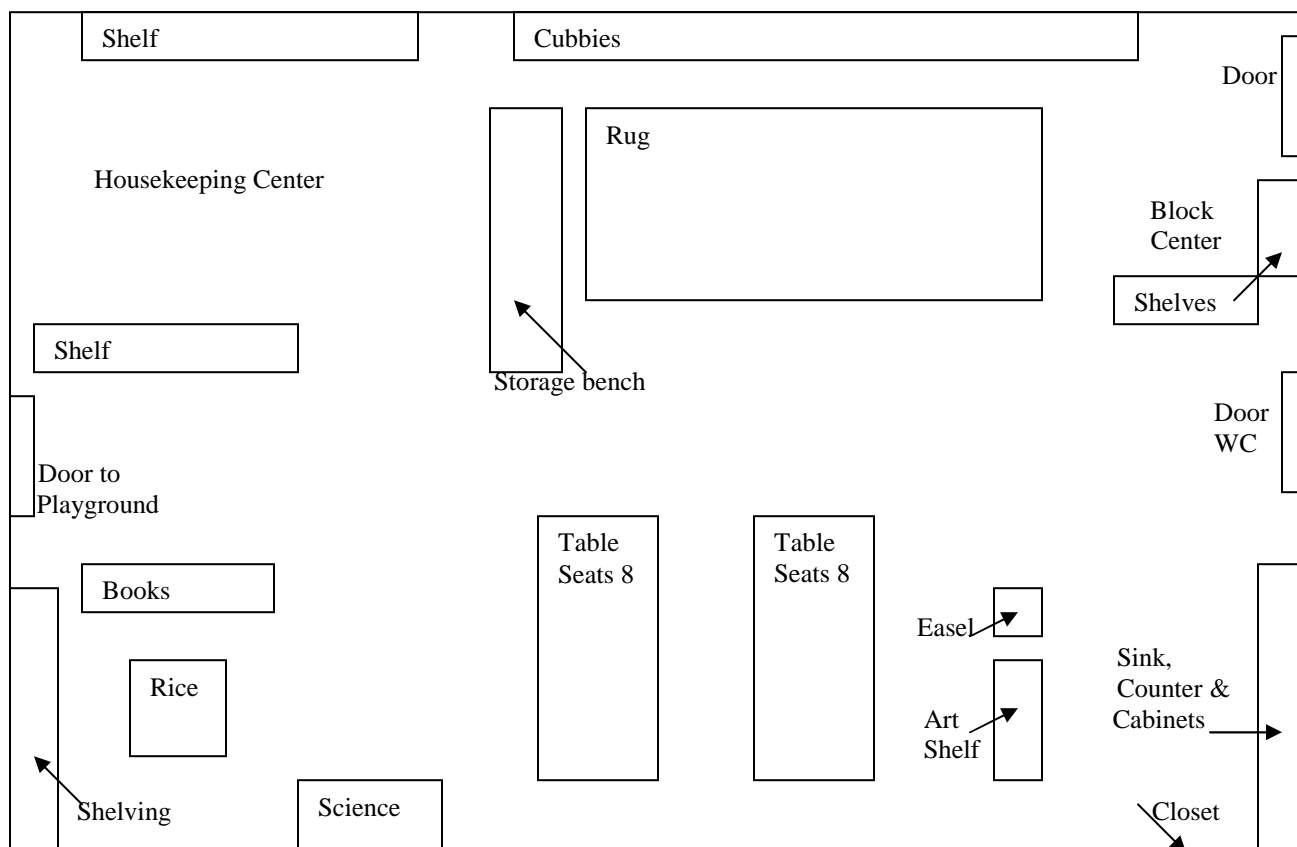 Shelf
Cubbies
Door
Rug
Housekeeping Center
Block
Center
Shelves
Shelf
Storage bench
Door
WC
Door to
Playground
Table
Seats 8
Table
Seats 8
Books
Easel
Sink,
Counter &
Cabinets
Rice
Art
Shelf
Shelving
Science
Closet